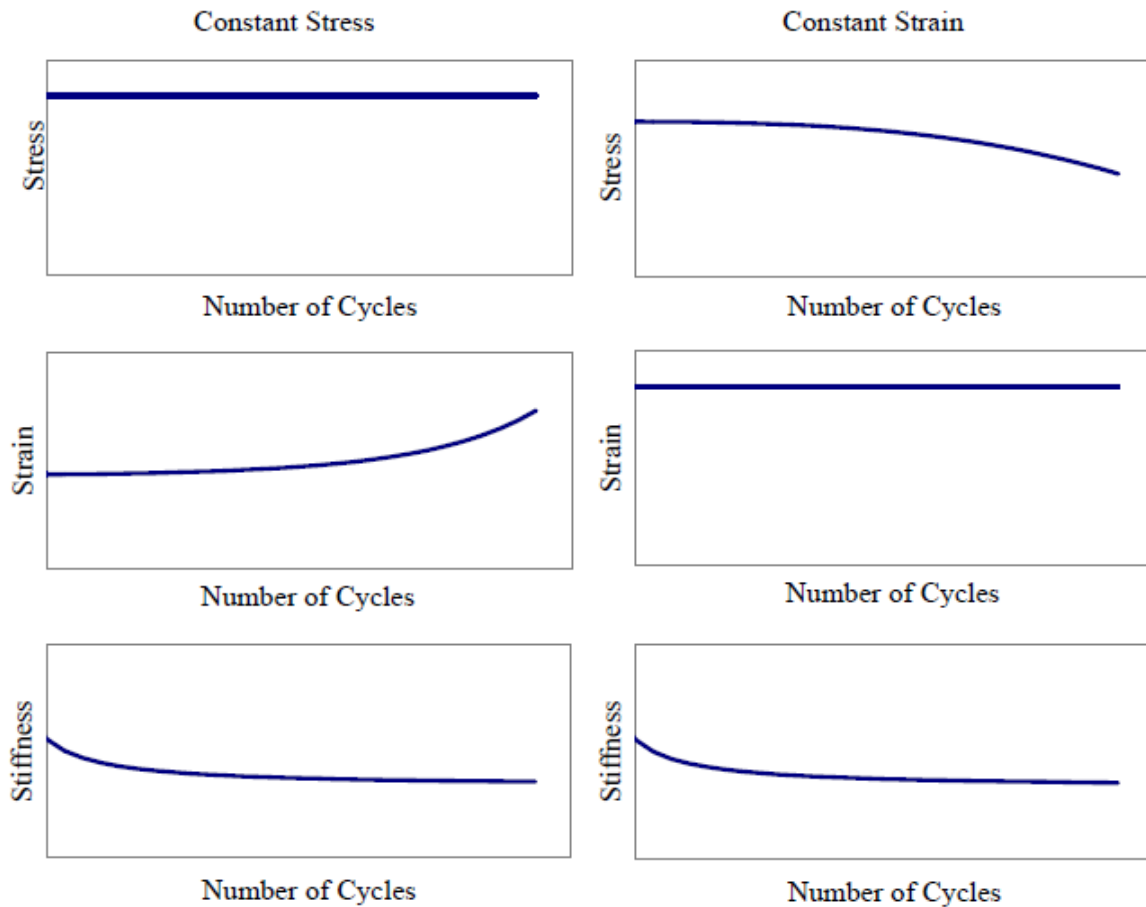 Constant Stress
Constant Strain
Stress
Number of Cycles
Stress
Number of Cycles
Strain
Number of Cycles
Strain
Number of Cycles
Stiffness
Number of Cycles
Stiffness
Number of Cycles